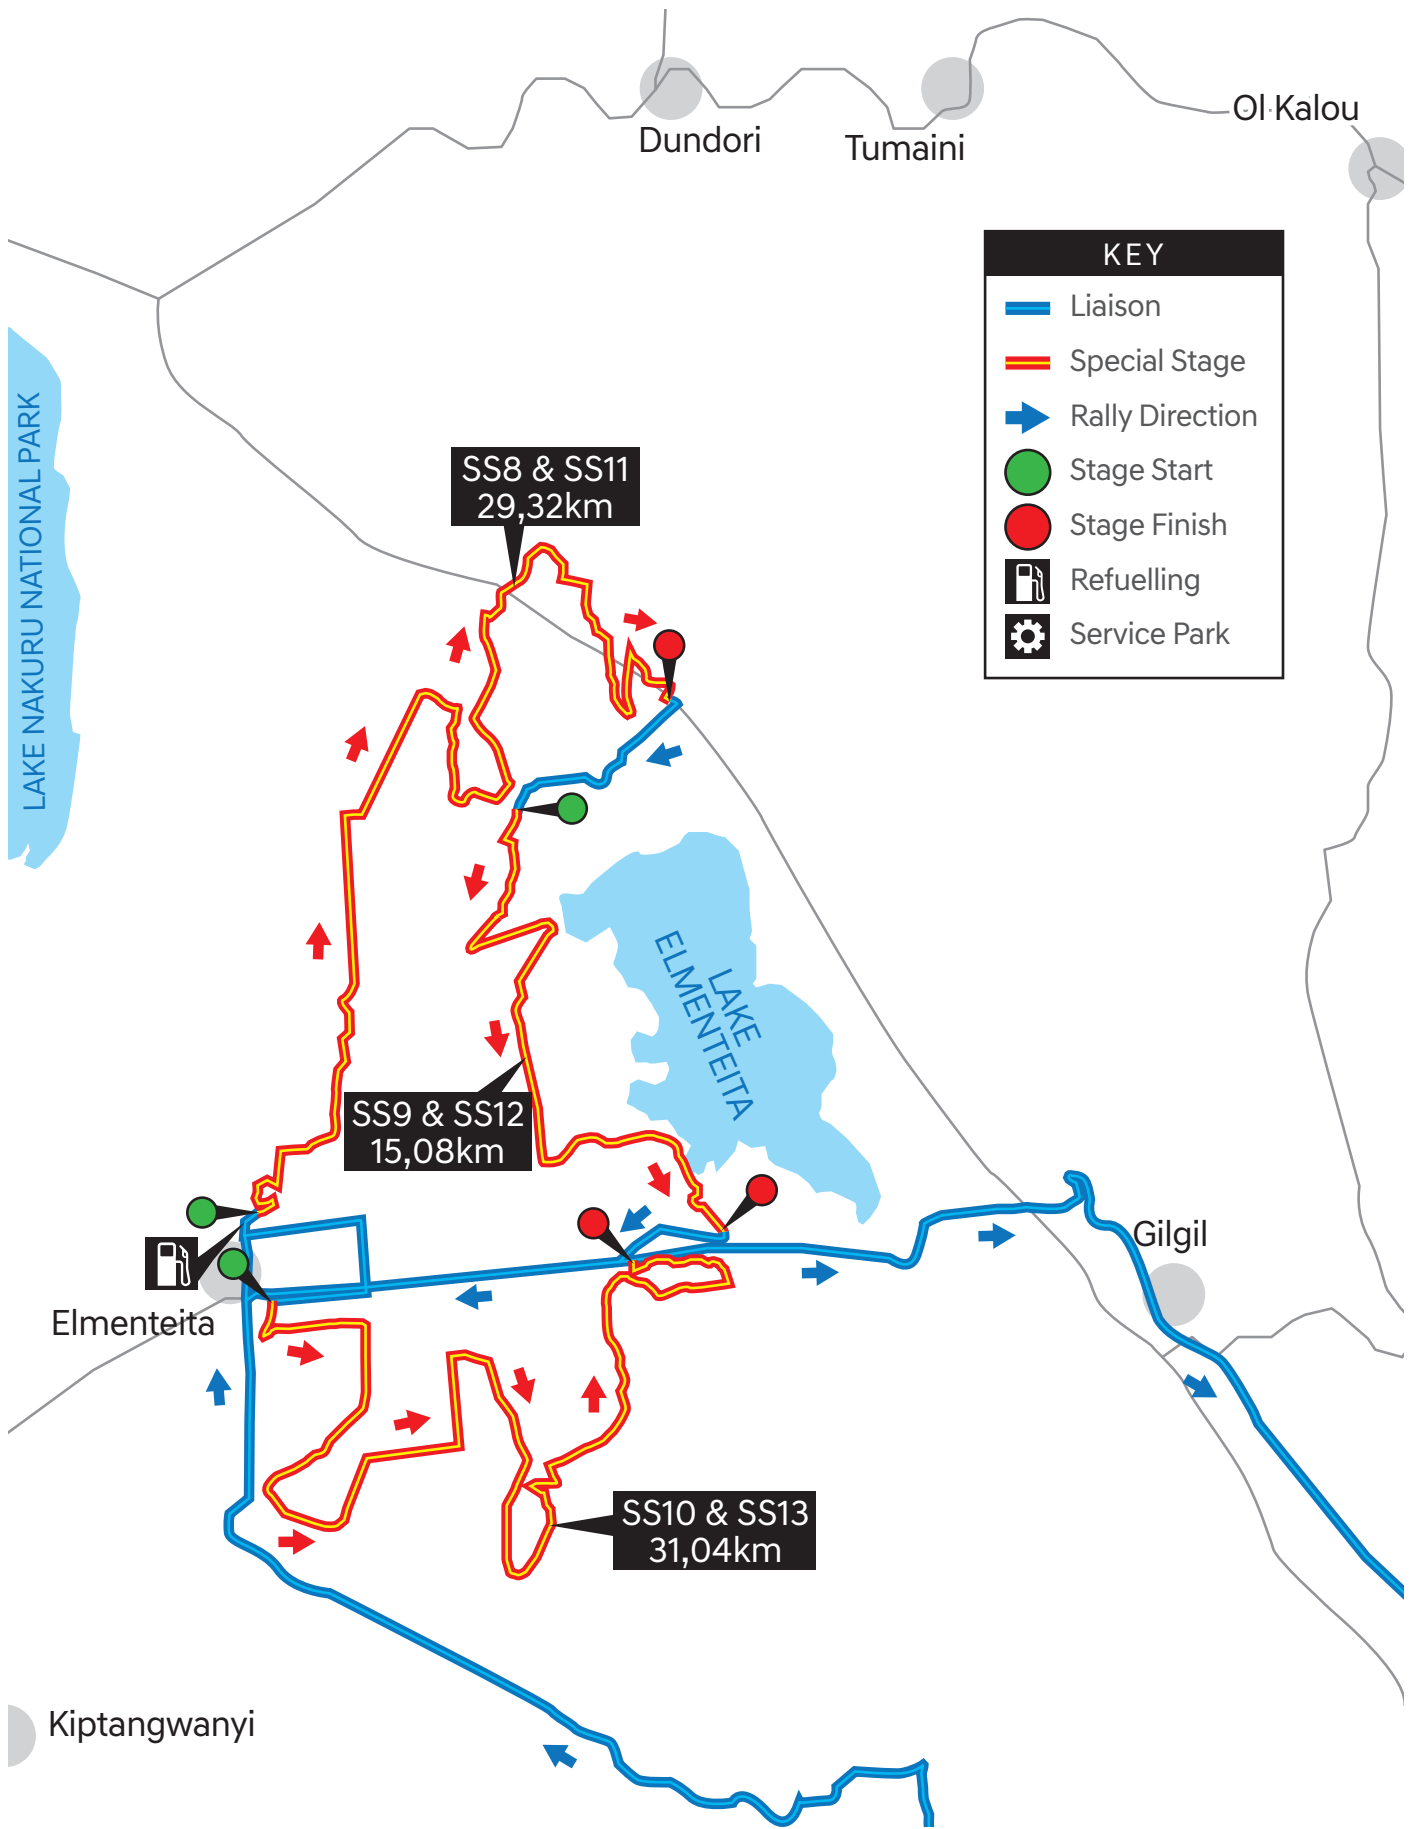 Dundori
Tumaini
Ol Kalou
KEY
Liaison
Special Stage
Rally Direction
Stage Start
Stage Finish
Refuelling
Service Park
LAKE NAKURU NATIONAL PARK
SS8 & SS11
29,32km
LAKE
ELMENTEITA
SS9 & SS12
15,08km
Gilgil
Elmenteita
SS10 & SS13
31,04km
Kiptangwanyi